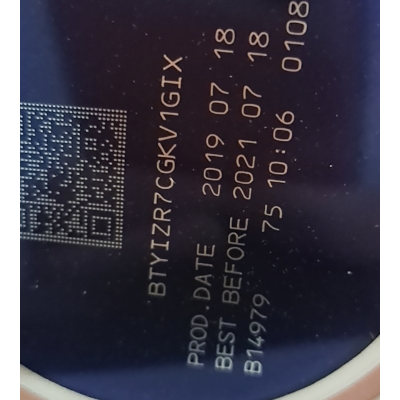 BTYIZR7CGKV1GIX
PROD DATE 2019 07 18
BEST BEFORE 2021 07 18
B14979 75 10:06 0108